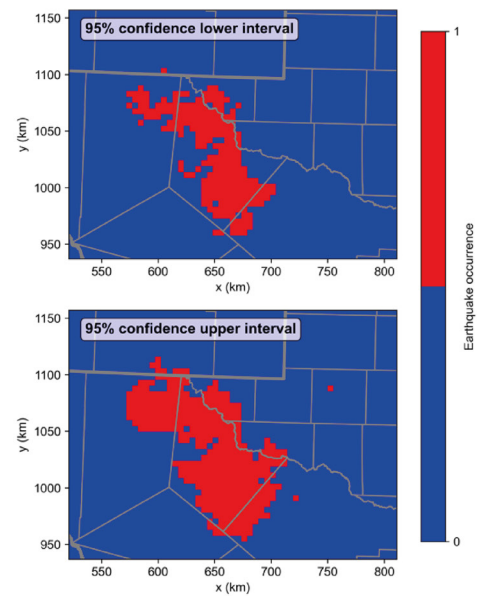 95% confidence lower interval
1150
1100
1050
1000
950
y (km)
550 600 650 700 750 800
x (km)
95% confidence upper interval
1150
1100
1050
1000
950
y (km)
550 600 650 700 750 800
x (km)
1
Earthquake occurrence
0